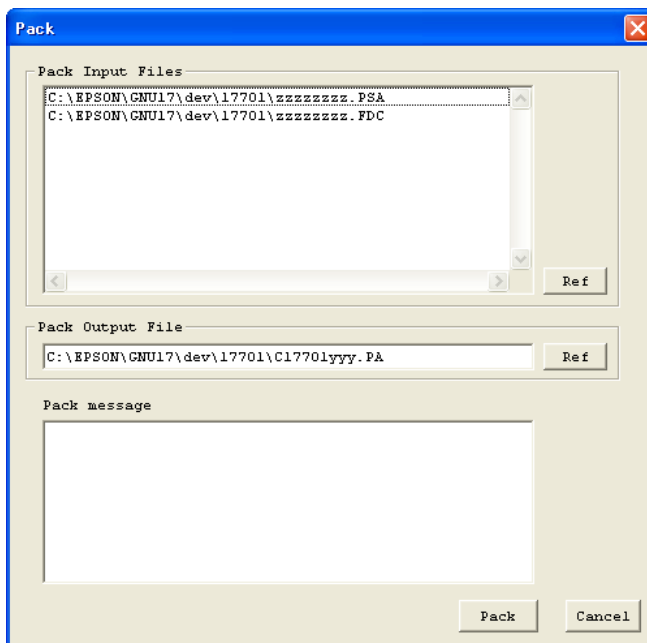 Pack
Pack Input Files
C:\EPSON\GNU17\dev\17701\zzzzzzzz.PSA
C:\EPSON\GNU17\dev\17701\zzzzzzzz.FDC
Ref
Pack Output File
C:\EPSON\GNU17\dev\17701\C17701yyy.PA
Ref
Pack message
Pack
Cancel